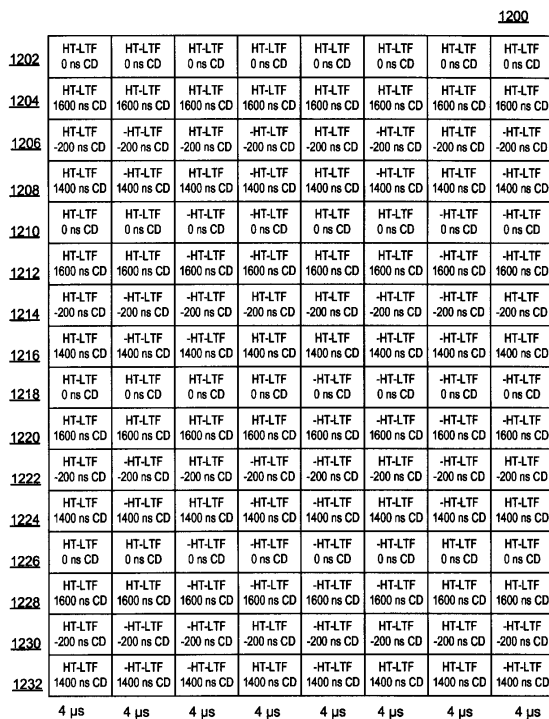 1200
HT-LTF HT-LTF HT-LTF HT-LTF HT-LTF HT-LTF HT-LTF HT-LTF
1202 0 ns CD 0 ns CD 0 ns CD 0 ns CD 0 ns CD 0 ns CD 0 ns CD 0 ns CD
HT-LTF HT-LTF HT-LTF HT-LTF HT-LTF HT-LTF HT-LTF HT-LTF
1204 1600 ns CD 1600 ns CD 1600 ns CD 1600 ns CD 1600 ns CD 1600 ns CD 1600 ns CD 1600 ns CD
HT-LTF -HT-LTF HT-LTF -HT-LTF HT-LTF -HT-LTF HT-LTF -HT-LTF
1206 -200 ns CD -200 ns CD -200 ns CD -200 ns CD -200 ns CD -200 ns CD -200 ns CD -200 ns CD
HT-LTF -HT-LTF HT-LTF -HT-LTF HT-LTF -HT-LTF HT-LTF -HT-LTF
1208 1400 ns CD 1400 ns CD 1400 ns CD 1400 ns CD 1400 ns CD 1400 ns CD 1400 ns CD 1400 ns CD
HT-LTF HT-LTF -HT-LTF -HT-LTF HT-LTF HT-LTF -HT-LTF -HT-LTF
1210 0 ns CD 0 ns CD 0 ns CD 0 ns CD 0 ns CD 0 ns CD 0 ns CD 0 ns CD
HT-LTF HT-LTF -HT-LTF -HT-LTF HT-LTF HT-LTF -HT-LTF -HT-LTF
1212 1600 ns CD 1600 ns CD 1600 ns CD 1600 ns CD 1600 ns CD 1600 ns CD 1600 ns CD 1600 ns CD
HT-LTF -HT-LTF -HT-LTF HT-LTF HT-LTF -HT-LTF -HT-LTF HT-LTF
1214 -200 ns CD -200 ns CD -200 ns CD -200 ns CD -200 ns CD -200 ns CD -200 ns CD -200 ns CD
HT-LTF -HT-LTF -HT-LTF HT-LTF HT-LTF -HT-LTF -HT-LTF HT-LTF
1216 1400 ns CD 1400 ns CD 1400 ns CD 1400 ns CD 1400 ns CD 1400 ns CD 1400 ns CD 1400 ns CD
HT-LTF HT-LTF HT-LTF HT-LTF -HT-LTF -HT-LTF -HT-LTF -HT-LTF
1218 0 ns CD 0 ns CD 0 ns CD 0 ns CD 0 ns CD 0 ns CD 0 ns CD 0 ns CD
HT-LTF HT-LTF HT-LTF HT-LTF -HT-LTF -HT-LTF -HT-LTF -HT-LTF
1220 1600 ns CD 1600 ns CD 1600 ns CD 1600 ns CD 1600 ns CD 1600 ns CD 1600 ns CD 1600 ns CD
HT-LTF -HT-LTF HT-LTF -HT-LTF -HT-LTF HT-LTF -HT-LTF HT-LTF
1222 -200 ns CD -200 ns CD -200 ns CD -200 ns CD -200 ns CD -200 ns CD -200 ns CD -200 ns CD
HT-LTF -HT-LTF HT-LTF -HT-LTF -HT-LTF HT-LTF -HT-LTF HT-LTF
1224 1400 ns CD 1400 ns CD 1400 ns CD 1400 ns CD 1400 ns CD 1400 ns CD 1400 ns CD 1400 ns CD
HT-LTF HT-LTF -HT-LTF -HT-LTF -HT-LTF -HT-LTF HT-LTF HT-LTF
1226 0 ns CD 0 ns CD 0 ns CD 0 ns CD 0 ns CD 0 ns CD 0 ns CD 0 ns CD
HT-LTF HT-LTF -HT-LTF -HT-LTF -HT-LTF -HT-LTF HT-LTF HT-LTF
1228 1600 ns CD 1600 ns CD 1600 ns CD 1600 ns CD 1600 ns CD 1600 ns CD 1600 ns CD 1600 ns CD
HT-LTF -HT-LTF -HT-LTF HT-LTF -HT-LTF HT-LTF HT-LTF -HT-LTF
1230 -200 ns CD -200 ns CD -200 ns CD -200 ns CD -200 ns CD -200 ns CD -200 ns CD -200 ns CD
HT-LTF -HT-LTF -HT-LTF HT-LTF -HT-LTF HT-LTF HT-LTF -HT-LTF
1232 1400 ns CD 1400 ns CD 1400 ns CD 1400 ns CD 1400 ns CD 1400 ns CD 1400 ns CD 1400 ns CD
4 µs 4 µs 4 µs 4 µs 4 µs 4 µs 4 µs 4 µs